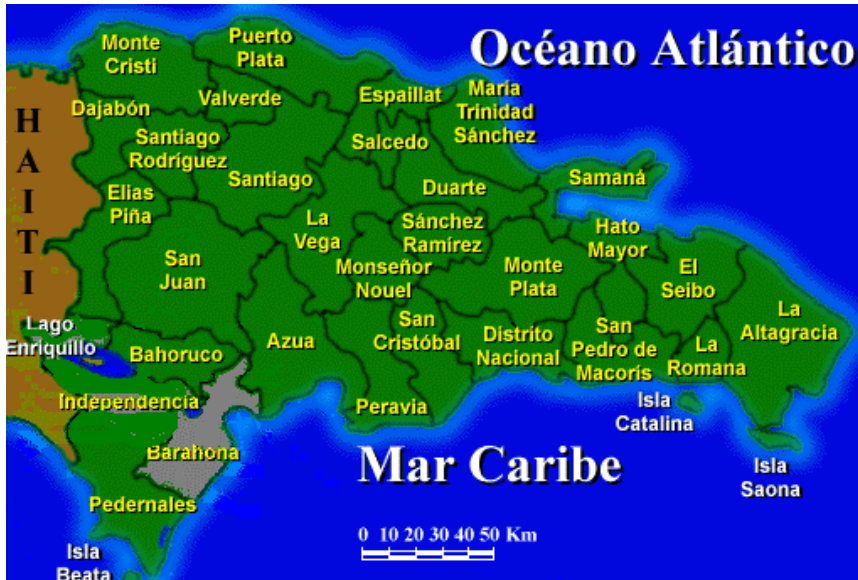 Océano Atlántico
Monte
Cristi
Puerto
Plata
Valverde
Espaillat
María
Trinidad
Sánchez
Dajabón
Santiago
Rodríguez
Salcedo
Santiago
Duarte
Samaná
HAITI
Elias
Piña
La
Vega
Sánchez
Ramírez
Hato
Mayor
San
Juan
Monseñor
Nouel
Monte
Plata
El
Seibo
La
Altagracia
Lago
Enriquillo
Bahoruco
Azua
San
Cristóbal
Distrito
Nacional
San
Pedro de
Macorís
La
Romana
Independencía
Peravia
Isla
Catalina
Barahona
Mar Caribe
Isla
Saona
Pedernales
Isla
Beata
0 10 20 30 40 50 Km